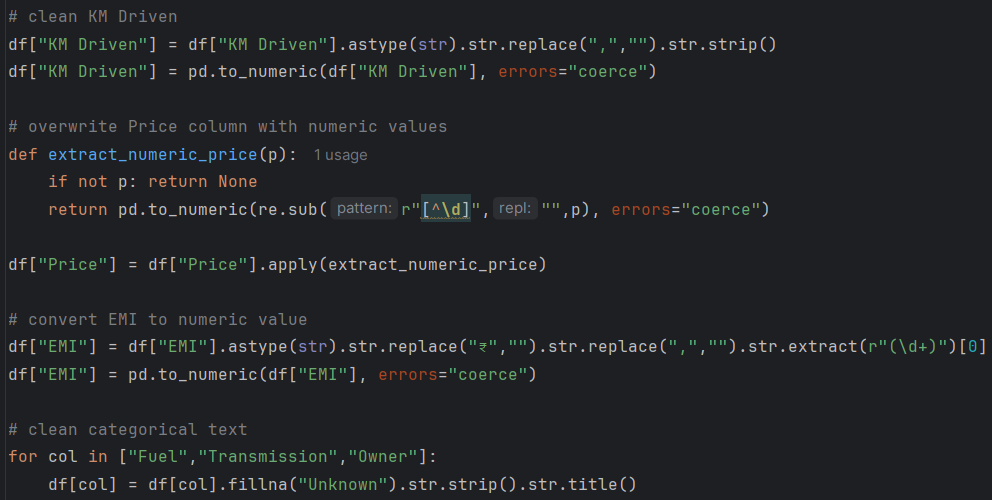 # clean KM Driven
df["KM Driven"] = df["KM Driven"].astype(str).str.replace(",","").str.strip()
df["KM Driven"] = pd.to_numeric(df["KM Driven"], errors="coerce")
# overwrite Price column with numeric values
def extract_numeric_price(p): 1 usage
    if not p: return None
    return pd.to_numeric(re.sub( pattern: r"[^\d]", repl: "",p), errors="coerce")
df["Price"] = df["Price"].apply(extract_numeric_price)
# convert EMI to numeric value
df["EMI"] = df["EMI"].astype(str).str.replace("₹","").str.replace(",","").str.extract(r"(\d+)")[0]
df["EMI"] = pd.to_numeric(df["EMI"], errors="coerce")
# clean categorical text
for col in ["Fuel","Transmission","Owner"]:
    df[col] = df[col].fillna("Unknown").str.strip().str.title()